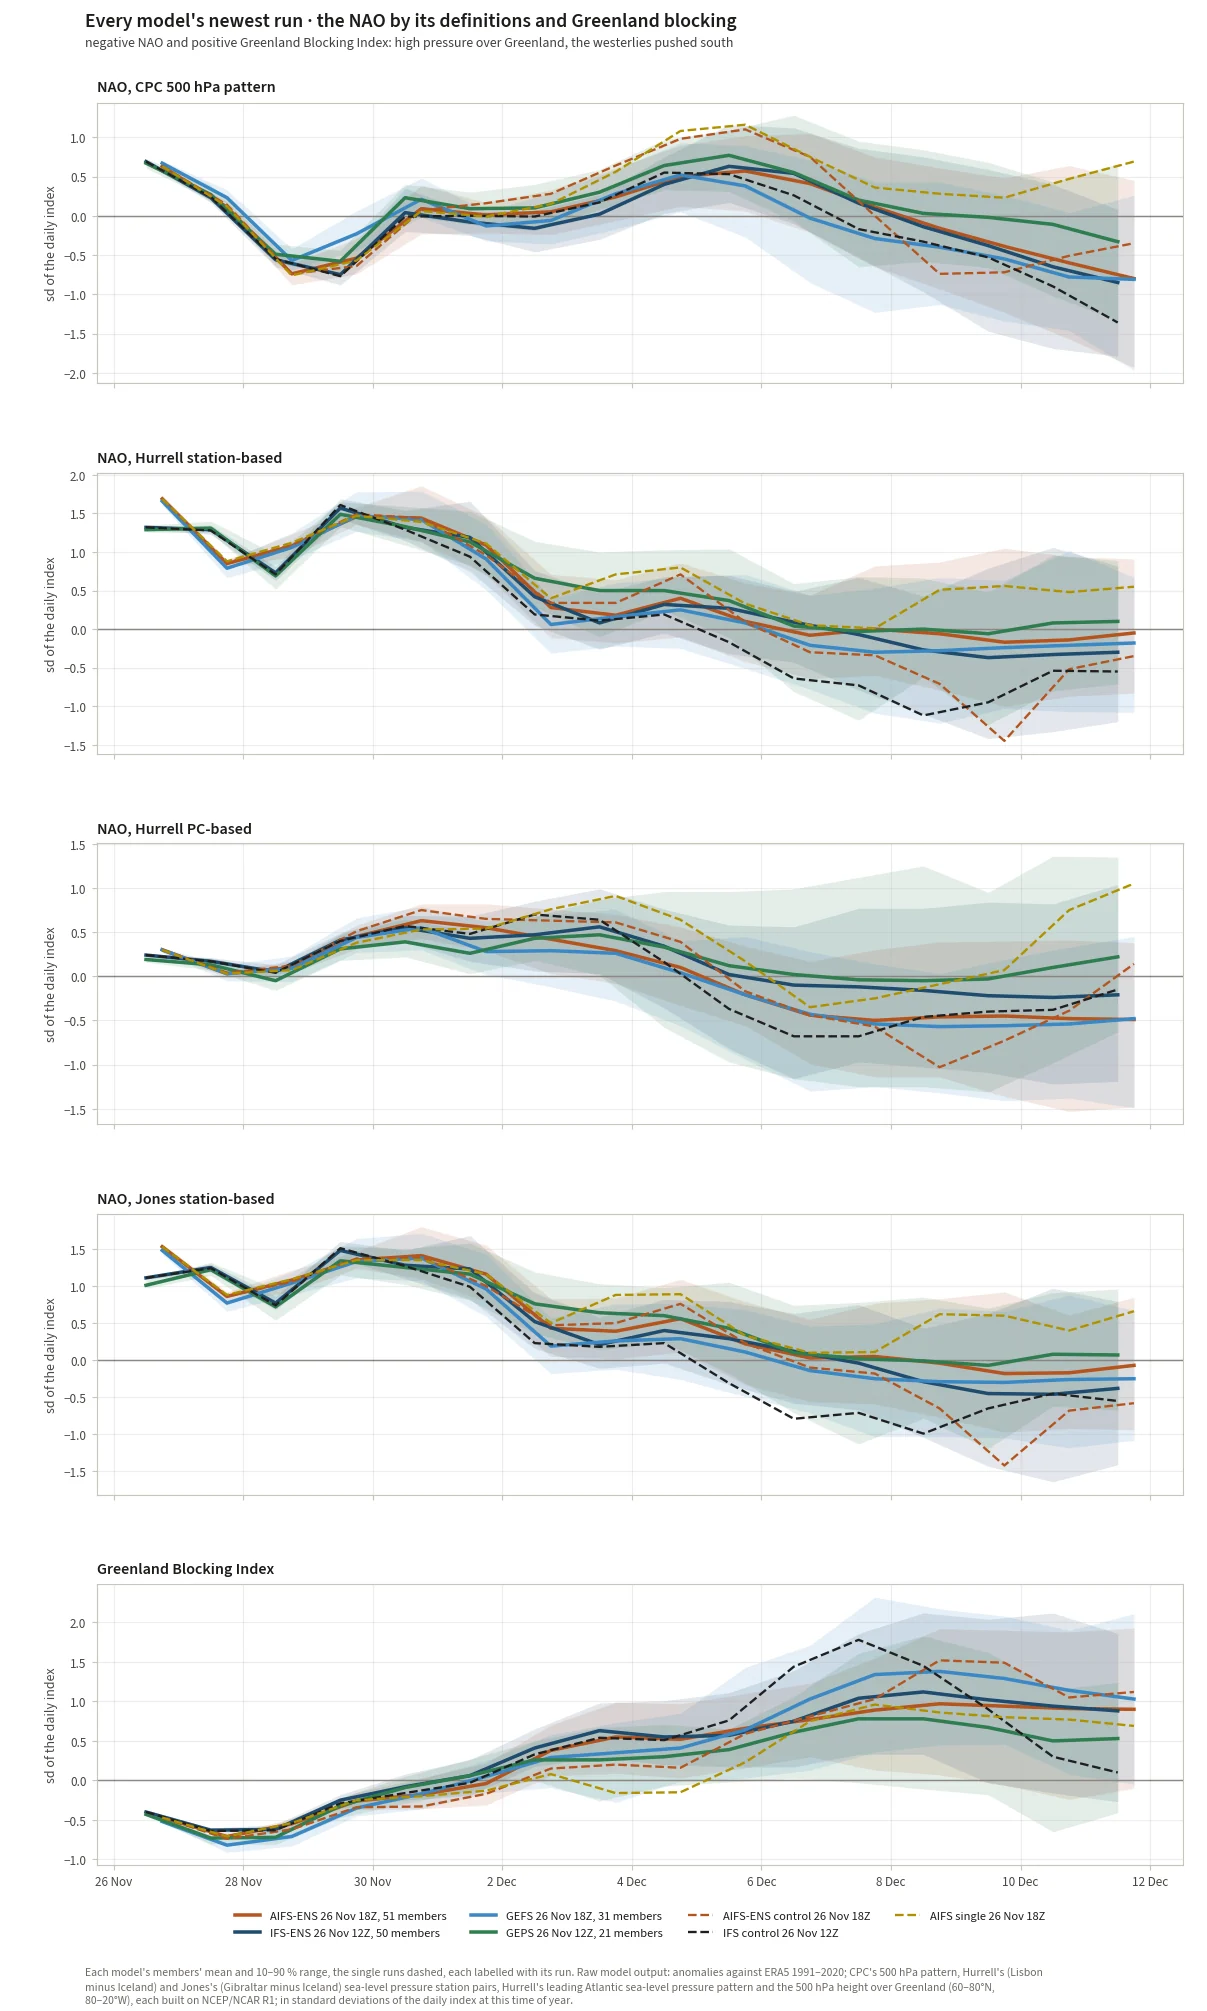 Every model's newest run · the NAO by its definitions and Greenland blocking
negative NAO and positive Greenland Blocking Index: high pressure over Greenland, the westerlies pushed south
NAO, CPC 500 hPa pattern
sd of the daily index
1.0
0.5
0.0
−0.5
−1.0
−1.5
−2.0
NAO, Hurrell station-based
sd of the daily index
2.0
1.5
1.0
0.5
0.0
−0.5
−1.0
−1.5
NAO, Hurrell PC-based
sd of the daily index
1.5
1.0
0.5
0.0
−0.5
−1.0
−1.5
NAO, Jones station-based
sd of the daily index
1.5
1.0
0.5
0.0
−0.5
−1.0
−1.5
Greenland Blocking Index
sd of the daily index
2.0
1.5
1.0
0.5
0.0
−0.5
−1.0
26 Nov 28 Nov 30 Nov 2 Dec 4 Dec 6 Dec 8 Dec 10 Dec 12 Dec
AIFS-ENS 26 Nov 18Z, 51 members GEFS 26 Nov 18Z, 31 members AIFS-ENS control 26 Nov 18Z AIFS single 26 Nov 18Z
IFS-ENS 26 Nov 12Z, 50 members GEPS 26 Nov 12Z, 21 members IFS control 26 Nov 12Z
Each model's members' mean and 10–90 % range, the single runs dashed, each labelled with its run. Raw model output: anomalies against ERA5 1991–2020; CPC's 500 hPa pattern, Hurrell's (Lisbon
minus Iceland) and Jones's (Gibraltar minus Iceland) sea-level pressure station pairs, Hurrell's leading Atlantic sea-level pressure pattern and the 500 hPa height over Greenland (60–80°N,
80–20°W), each built on NCEP/NCAR R1; in standard deviations of the daily index at this time of year.